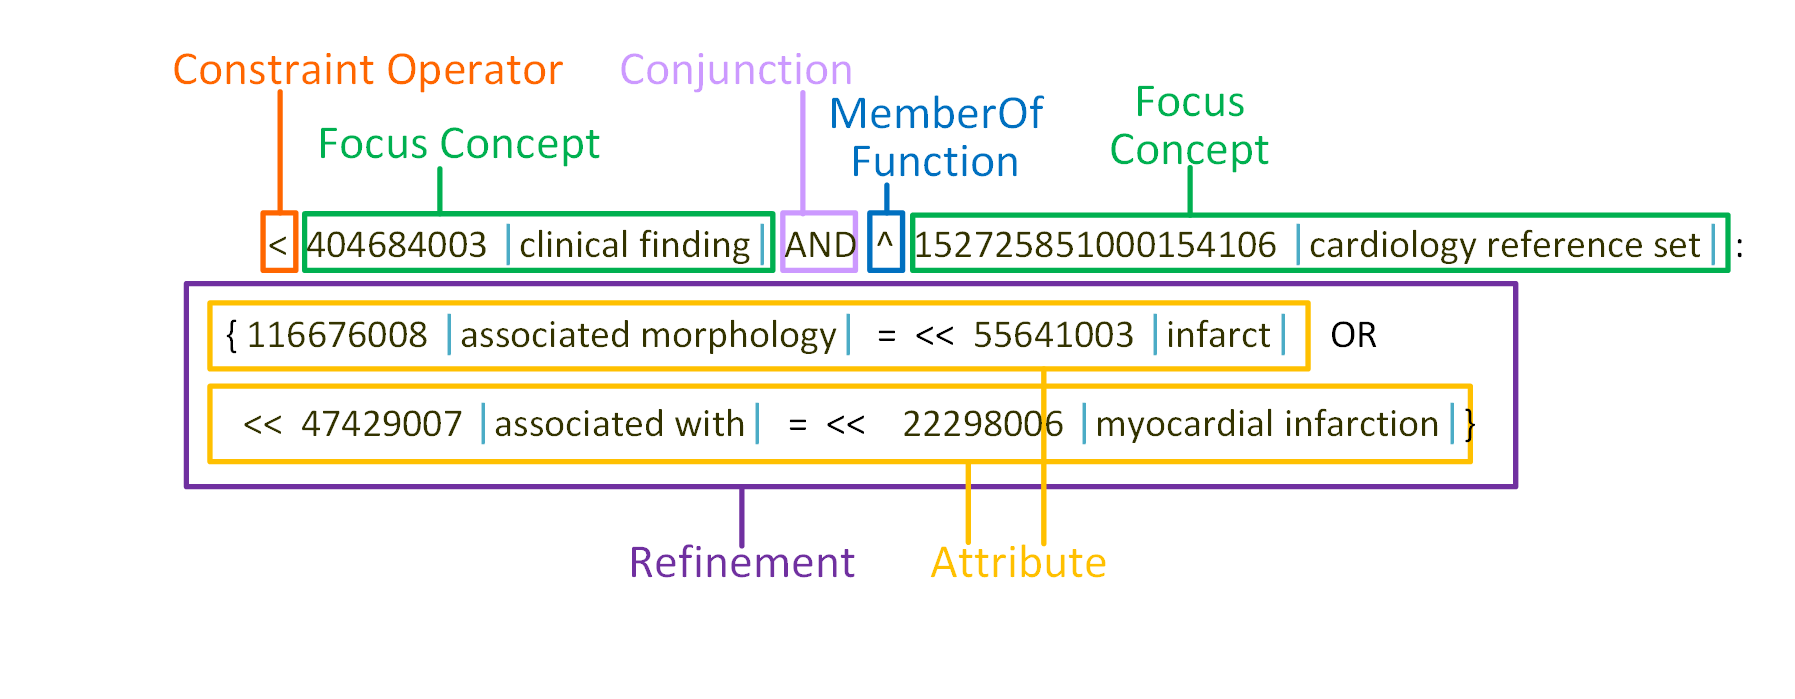 Constraint Operator
Conjunction
Focus Concept
MemberOf
Function
Focus
Concept
< 404684003 |clinical finding| AND ^ 152725851000154106 |cardiology reference set| :
{ 116676008 |associated morphology| = << 55641003 |infarct| OR
<< 47429007 |associated with| = << 22298006 |myocardial infarction| }
Refinement
Attribute